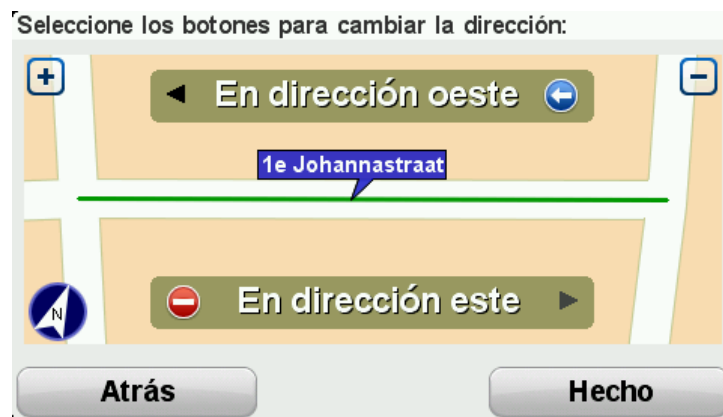 Seleccione los botones para cambiar la dirección:
En dirección oeste
1e Johannastraat
En dirección este
N
Atrás
Hecho